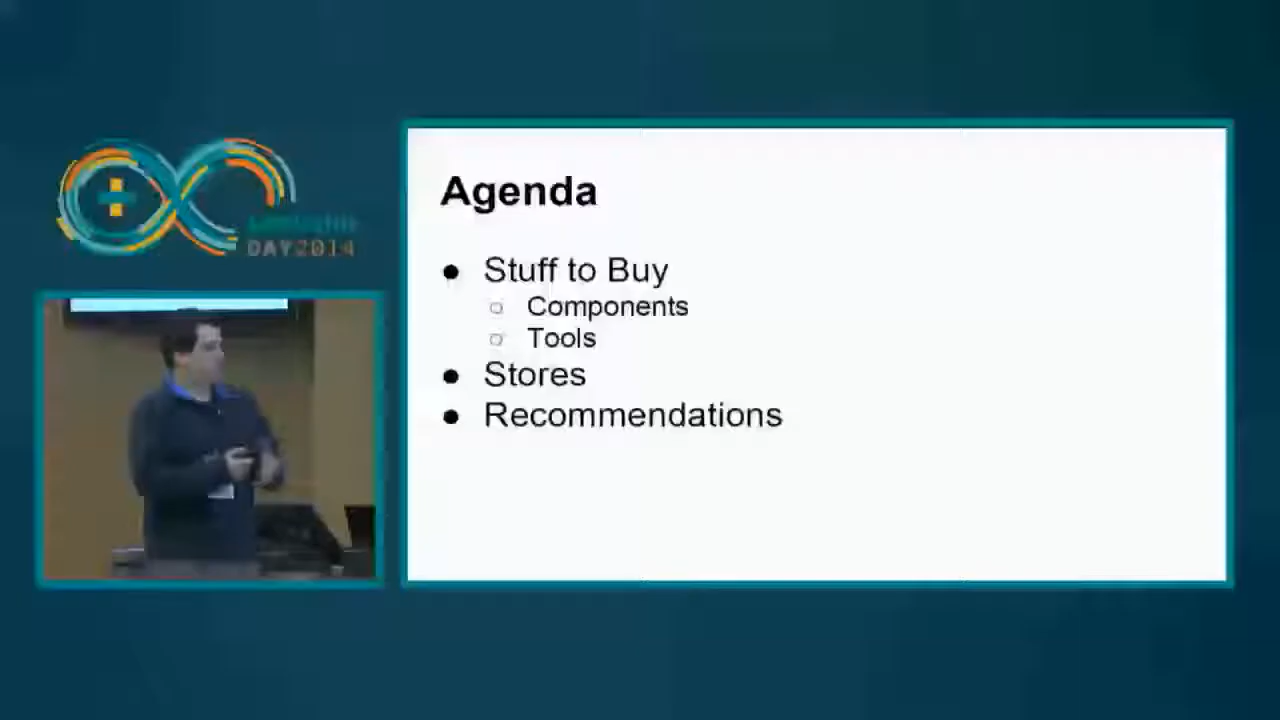 DAY2014
Agenda
● Stuff to Buy
○ Components
○ Tools
● Stores
● Recommendations